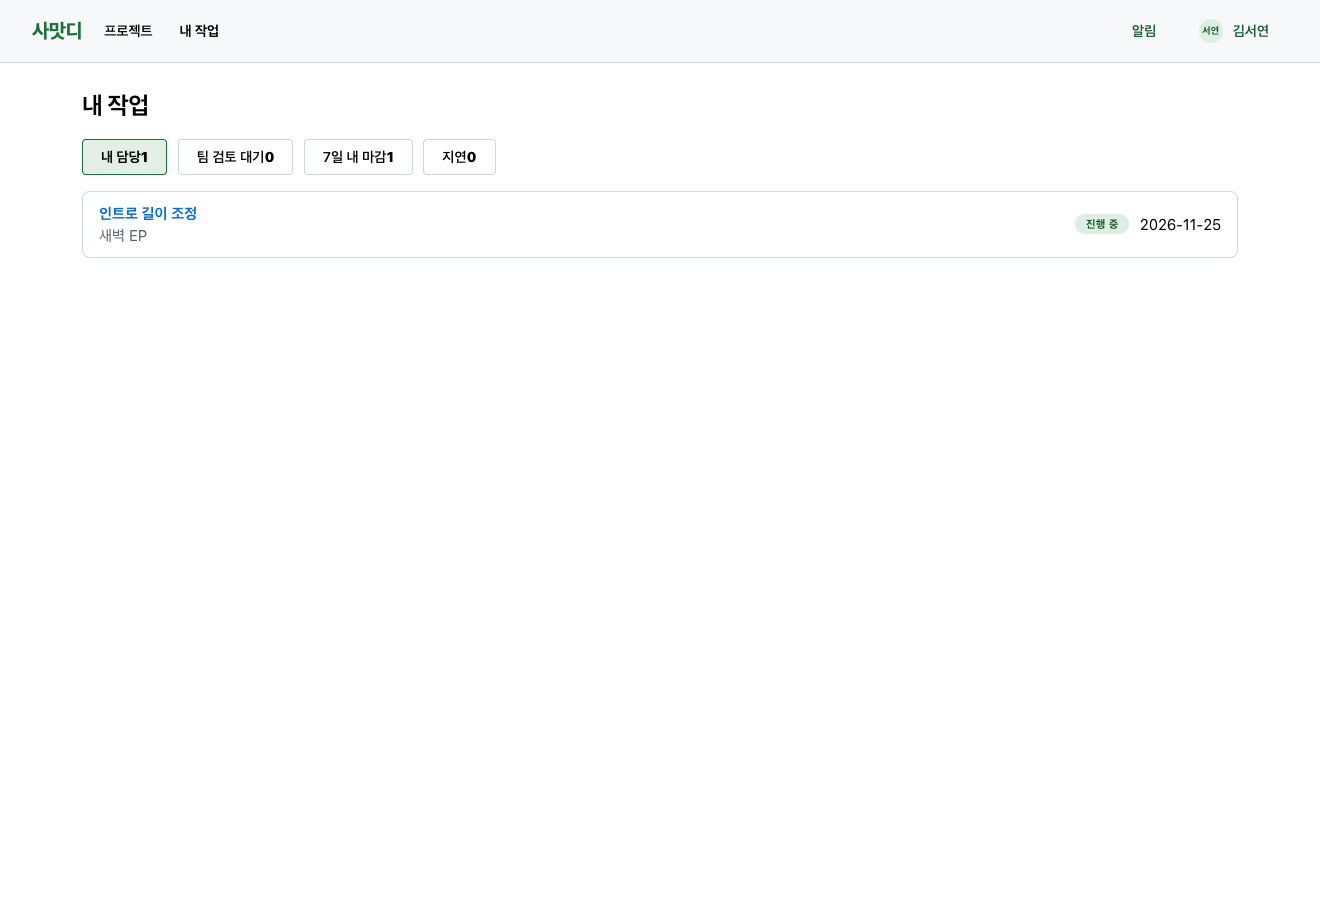 사맛디 프로젝트 내 작업 알림 서연 김서연
내 작업
내 담당1 팀 검토 대기0 7일 내 마감1 지연0
인트로 길이 조정
새벽 EP
진행 중 2026-11-25